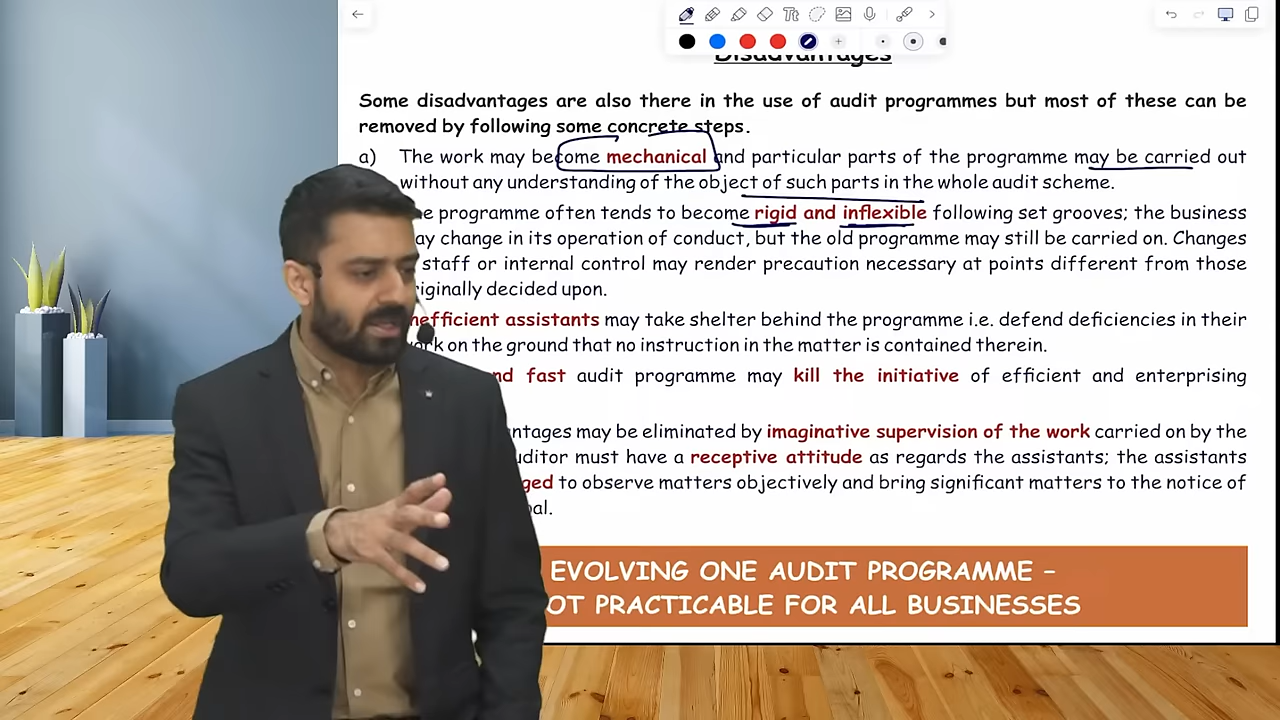 Disadvantages
Some disadvantages are also there in the use of audit programmes but most of these can be
removed by following some concrete steps.
a) The work may become mechanical and particular parts of the programme may be carried out
without any understanding of the object of such parts in the whole audit scheme.
programme often tends to become rigid and inflexible following set grooves; the business
change in its operation of conduct, but the old programme may still be carried on. Changes
staff or internal control may render precaution necessary at points different from those
decided upon.
assistants may take shelter behind the programme i.e. defend deficiencies in their
on the ground that no instruction in the matter is contained therein.
fast audit programme may kill the initiative of efficient and enterprising
may be eliminated by imaginative supervision of the work carried on by the
must have a receptive attitude as regards the assistants; the assistants
to observe matters objectively and bring significant matters to the notice of
EVOLVING ONE AUDIT PROGRAMME –
PRACTICABLE FOR ALL BUSINESSES